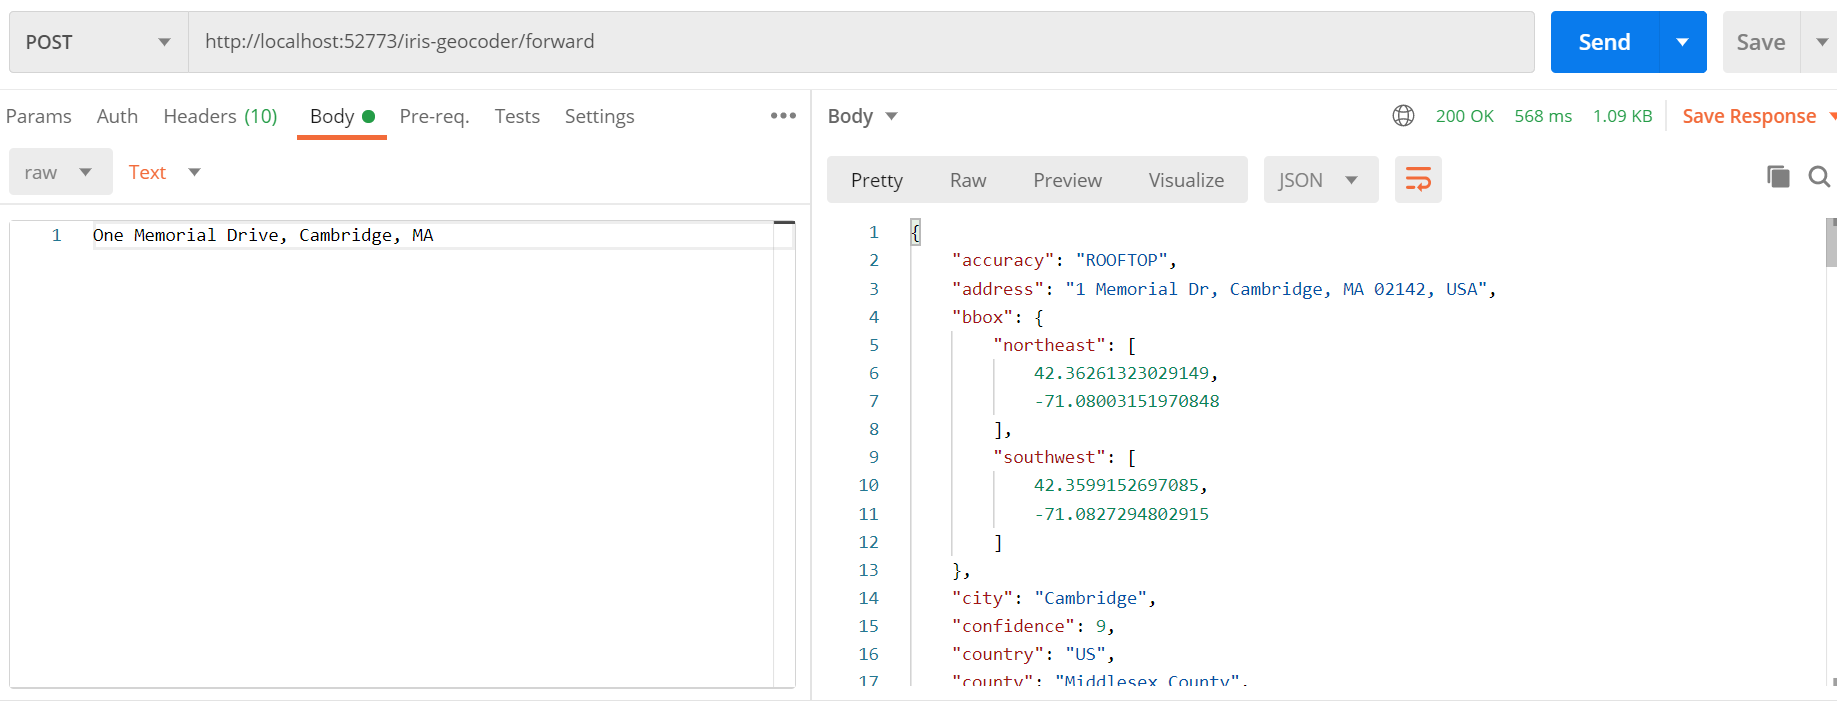 POST http://localhost:52773/iris-geocoder/forward Send Save
Params Auth Headers (10) Body Pre-req. Tests Settings •••
raw Text
1 One Memorial Drive, Cambridge, MA
Body 200 OK 568 ms 1.09 KB Save Response
Pretty Raw Preview Visualize JSON
1 {
2 "accuracy": "ROOFTOP",
3 "address": "1 Memorial Dr, Cambridge, MA 02142, USA",
4 "bbox": {
5 "northeast": [
6 42.36261323029149,
7 -71.08003151970848
8 ],
9 "southwest": [
10 42.3599152697085,
11 -71.0827294802915
12 ]
13 },
14 "city": "Cambridge",
15 "confidence": 9,
16 "country": "US",
17 "county": "Middlesex County",